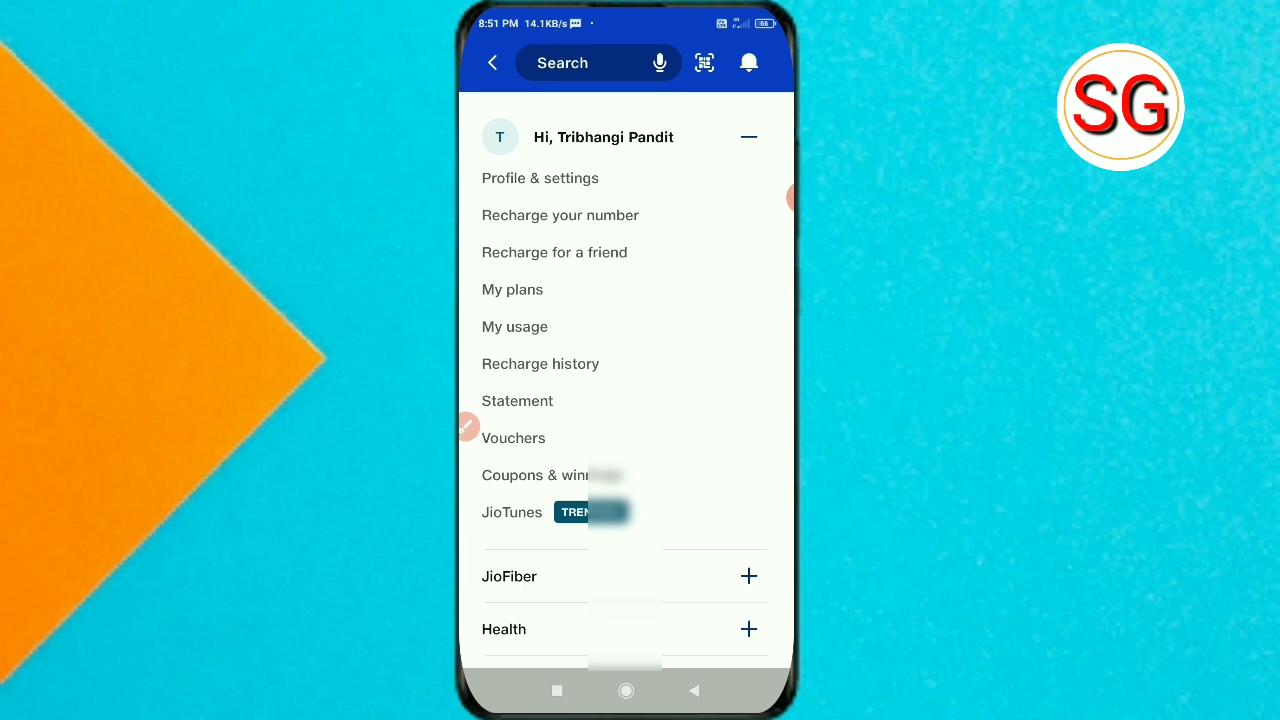 8:51 PM 14.1KB/s
66
SG
Search
T
Hi, Tribhangi Pandit
Profile & settings
Recharge your number
Recharge for a friend
My plans
My usage
Recharge history
Statement
Vouchers
Coupons &
JioTunes
JioFiber
Health